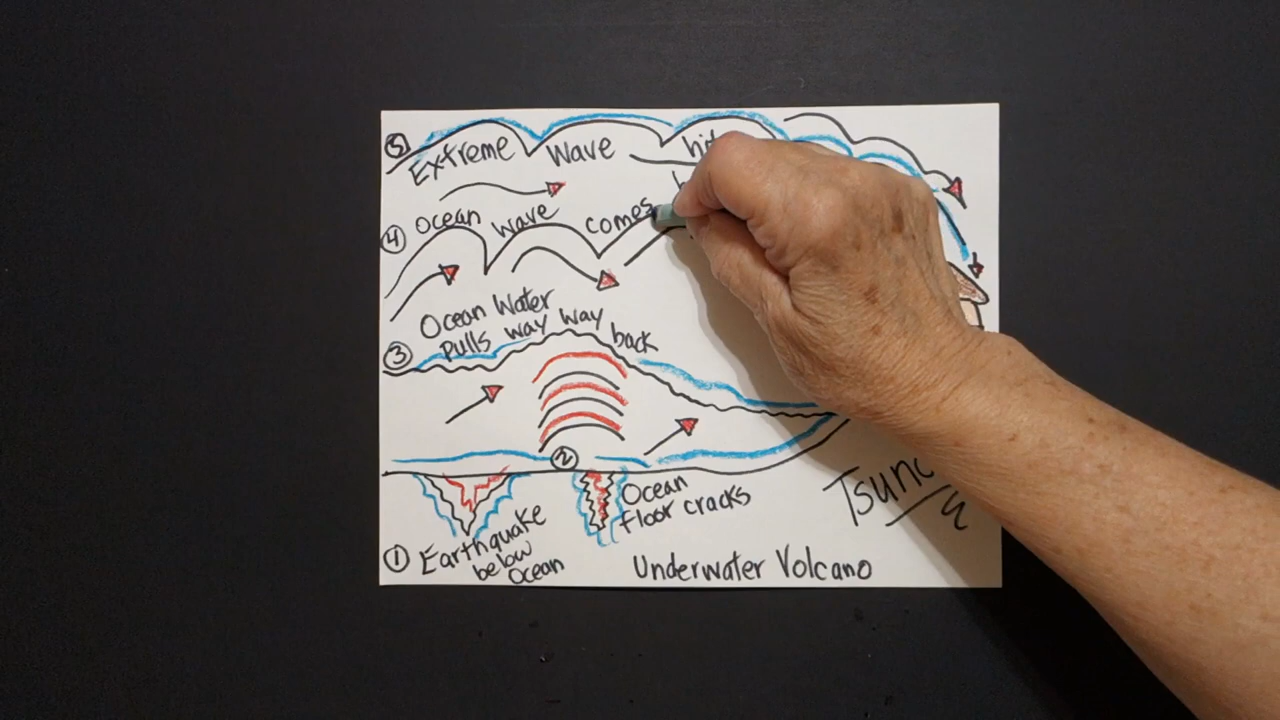 5 Extreme Wave
4 Ocean wave comes
3 Ocean Water
pulls way way back
2
Ocean
floor cracks
1 Earthquake
below
Ocean
Underwater Volcano